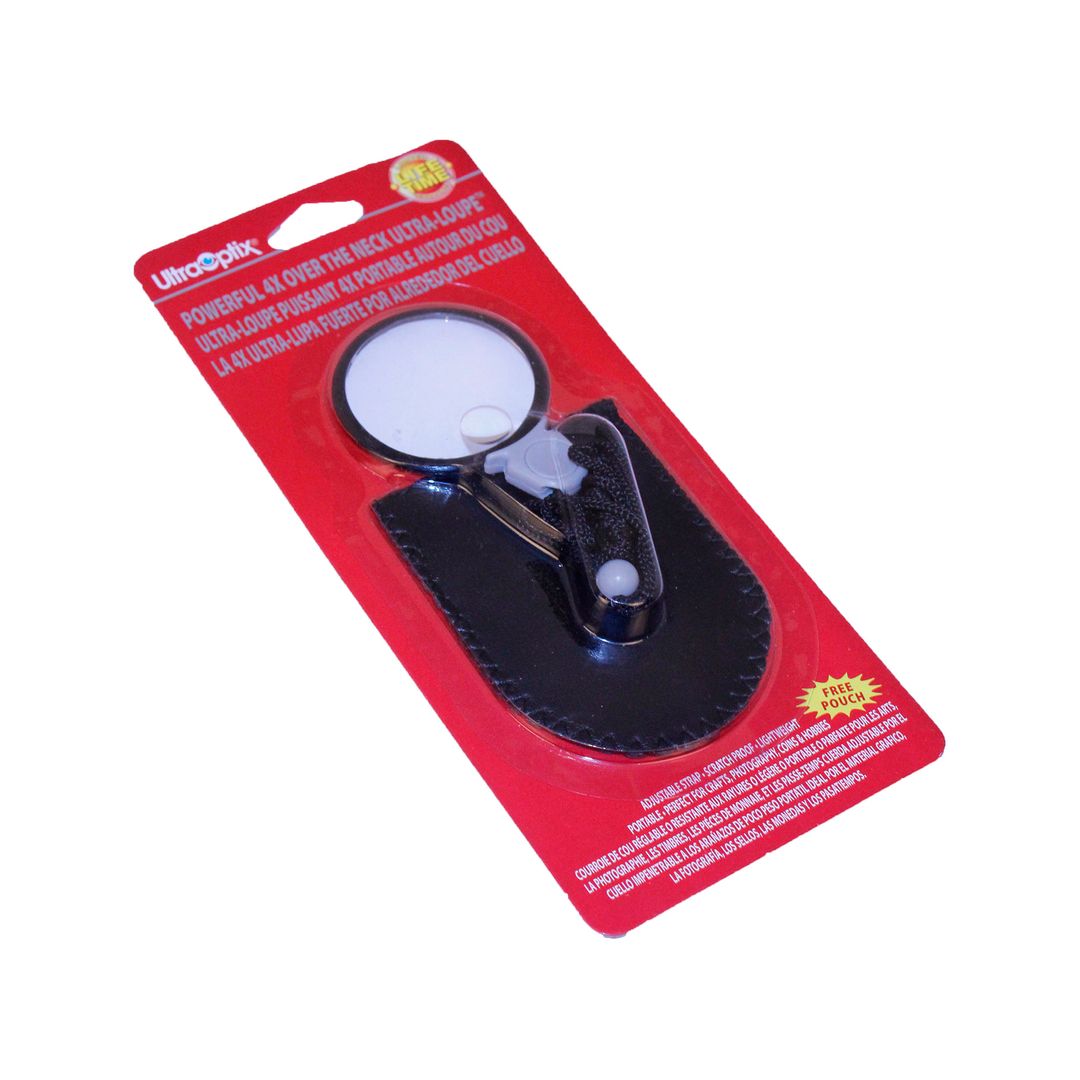 UltraOptix®
LIFE
TIME
POWERFUL 4X OVER THE NECK ULTRA-LOUPE™
ULTRA-LOUPE PUISSANT 4X PORTABLE AUTOUR DU COU
LA 4X ULTRA-LUPA FUERTE POR ALREDEDOR DEL CUELLO
FREE
POUCH
ADJUSTABLE STRAP • SCRATCH PROOF • LIGHTWEIGHT
PORTABLE • PERFECT FOR CRAFTS, PHOTOGRAPHY, COINS & HOBBIES
COURROIE DE COU RÉGLABLE O RESISTANTE AUX RAYURES O LÉGÈRE O PORTABLE O PARFAITE POUR LES ARTS,
LA PHOTOGRAPHIE, LES TIMBRES, LES PIÈCES DE MONNAIE, ET LES PASSE-TEMPS CUERDA ADJUSTABLE POR EL
CUELLO IMPENETRABLE A LOS ARAÑAZOS DE POCO PESO PORTATIL IDEAL POR EL MATERIAL GRAFICO,
LA FOTOGRAFÍA, LOS SELLOS, LAS MONEDAS Y LOS PASATIEMPOS.